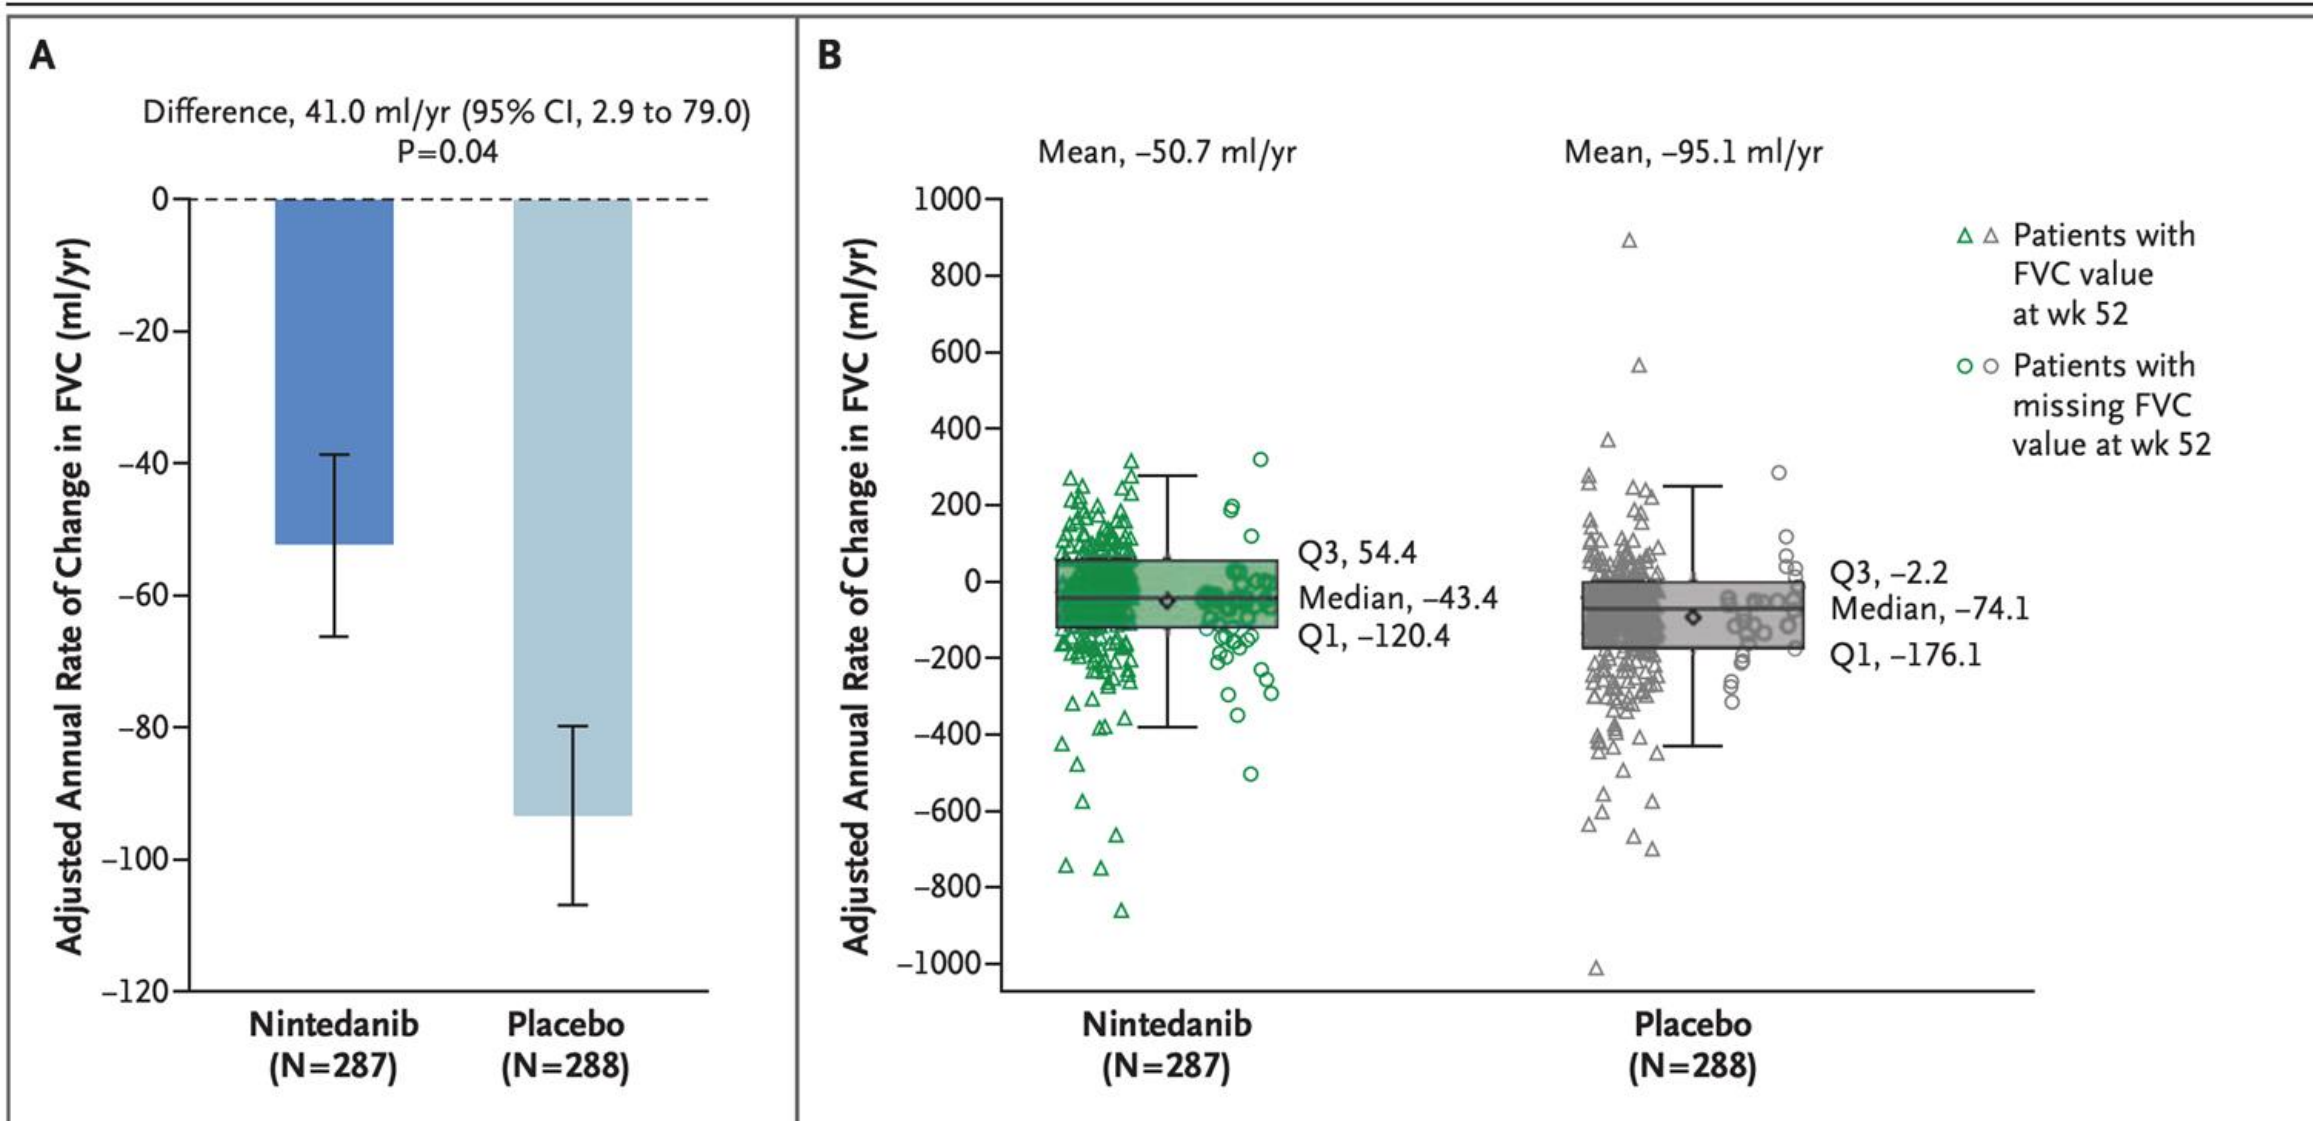 A
Difference, 41.0 ml/yr (95% CI, 2.9 to 79.0)
P=0.04
Adjusted Annual Rate of Change in FVC (ml/yr)
0
–20
–40
–60
–80
–100
–120
Nintedanib
(N=287)
Placebo
(N=288)
B
Mean, –50.7 ml/yr
Mean, –95.1 ml/yr
Adjusted Annual Rate of Change in FVC (ml/yr)
1000
800
600
400
200
0
–200
–400
–600
–800
–1000
Q3, 54.4
Median, –43.4
Q1, –120.4
Q3, –2.2
Median, –74.1
Q1, –176.1
Patients with
FVC value
at wk 52
Patients with
missing FVC
value at wk 52
Nintedanib
(N=287)
Placebo
(N=288)